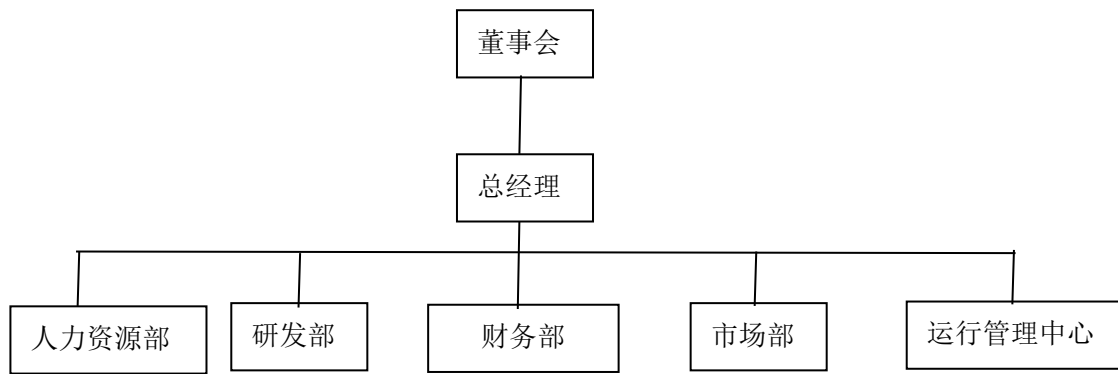 董事会
总经理
人力资源部
研发部
财务部
市场部
运行管理中心